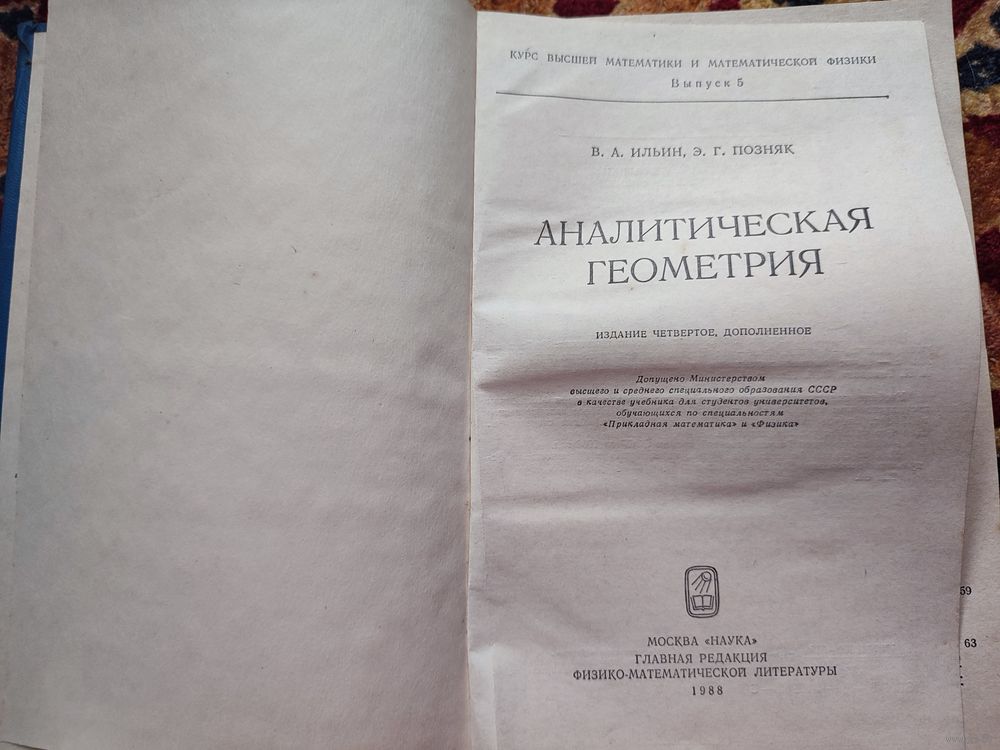 КУРС ВЫСШЕЙ МАТЕМАТИКИ И МАТЕМАТИЧЕСКОЙ ФИЗИКИ
Выпуск 5
В. А. ИЛЬИН, Э. Г. ПОЗНЯК
АНАЛИТИЧЕСКАЯ
ГЕОМЕТРИЯ
ИЗДАНИЕ ЧЕТВЕРТОЕ, ДОПОЛНЕННОЕ
Допущено Министерством
высшего и среднего специального образования СССР
в качестве учебника для студентов университетов,
обучающихся по специальностям
«Прикладная математика» и «Физика»
МОСКВА «НАУКА»
ГЛАВНАЯ РЕДАКЦИЯ
ФИЗИКО-МАТЕМАТИЧЕСКОЙ ЛИТЕРАТУРЫ
1988
59
63